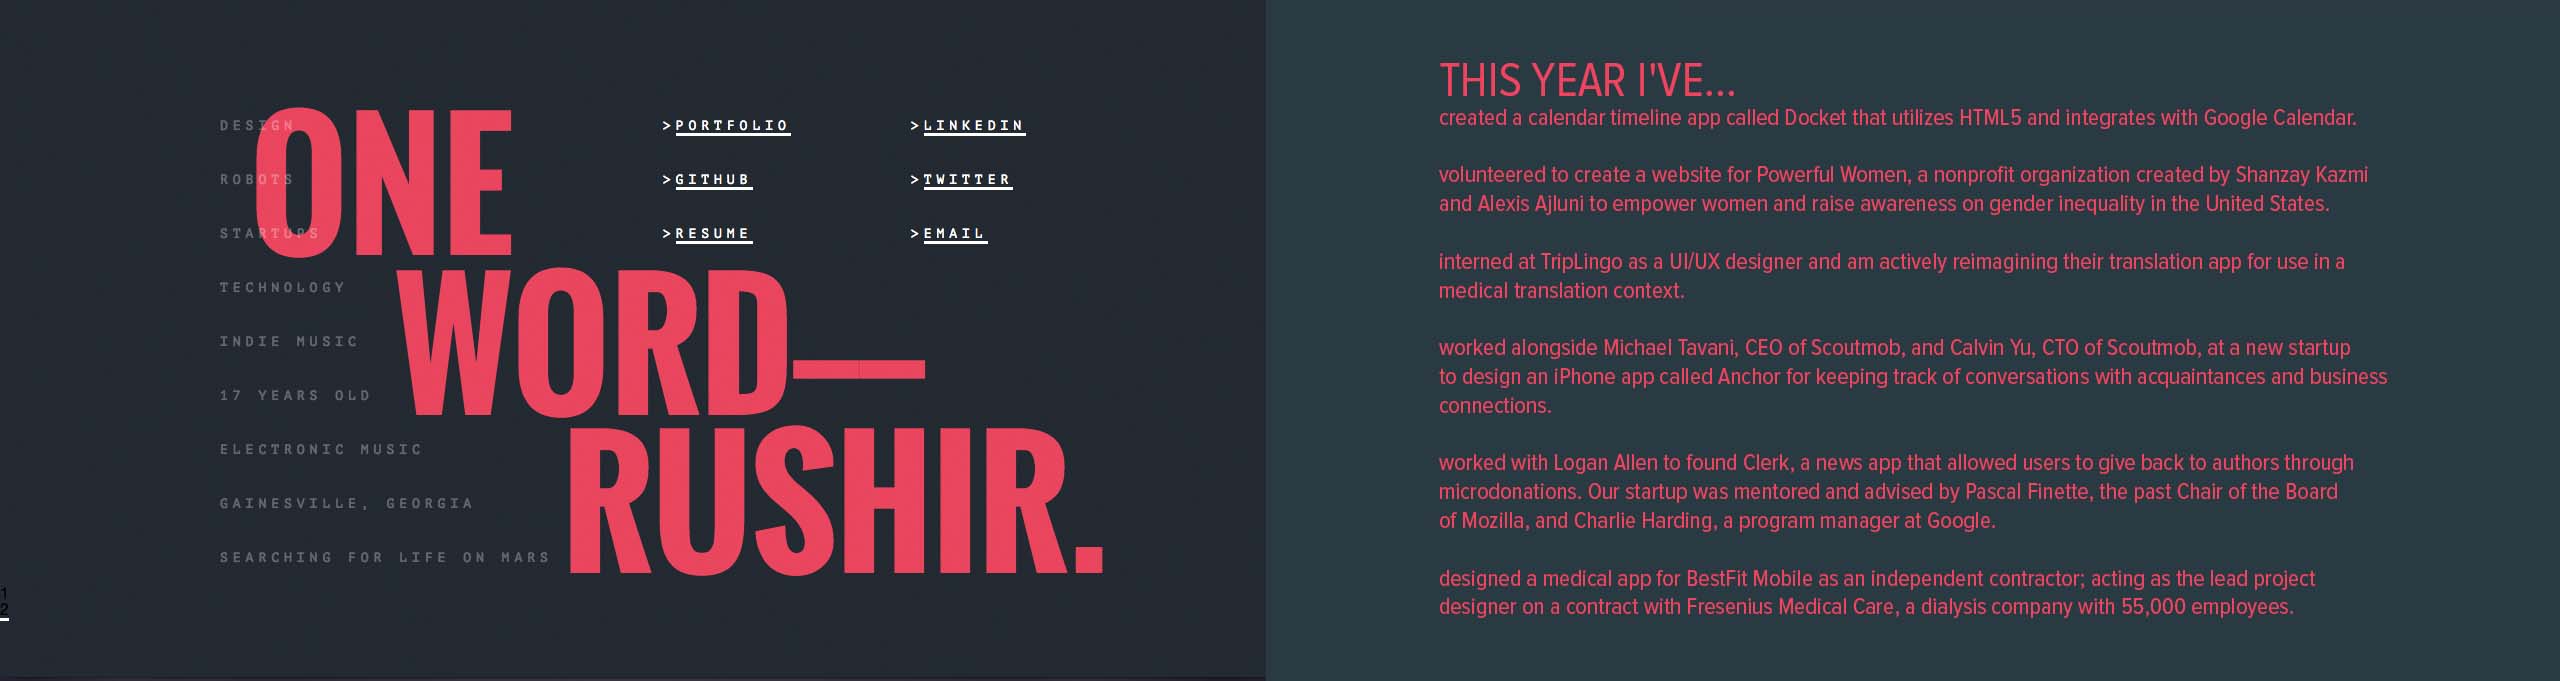 DESIGN
ROBOTS
STARTUPS
TECHNOLOGY
INDIE MUSIC
17 YEARS OLD
ELECTRONIC MUSIC
GAINESVILLE, GEORGIA
SEARCHING FOR LIFE ON MARS
ONE
WORD——
RUSHIR.
>PORTFOLIO
>GITHUB
>RESUME
>LINKEDIN
>TWITTER
>EMAIL
1
2
THIS YEAR I'VE...
created a calendar timeline app called Docket that utilizes HTML5 and integrates with Google Calendar.
volunteered to create a website for Powerful Women, a nonprofit organization created by Shanzay Kazmi
and Alexis Ajluni to empower women and raise awareness on gender inequality in the United States.
interned at TripLingo as a UI/UX designer and am actively reimagining their translation app for use in a
medical translation context.
worked alongside Michael Tavani, CEO of Scoutmob, and Calvin Yu, CTO of Scoutmob, at a new startup
to design an iPhone app called Anchor for keeping track of conversations with acquaintances and business
connections.
worked with Logan Allen to found Clerk, a news app that allowed users to give back to authors through
microdonations. Our startup was mentored and advised by Pascal Finette, the past Chair of the Board
of Mozilla, and Charlie Harding, a program manager at Google.
designed a medical app for BestFit Mobile as an independent contractor; acting as the lead project
designer on a contract with Fresenius Medical Care, a dialysis company with 55,000 employees.